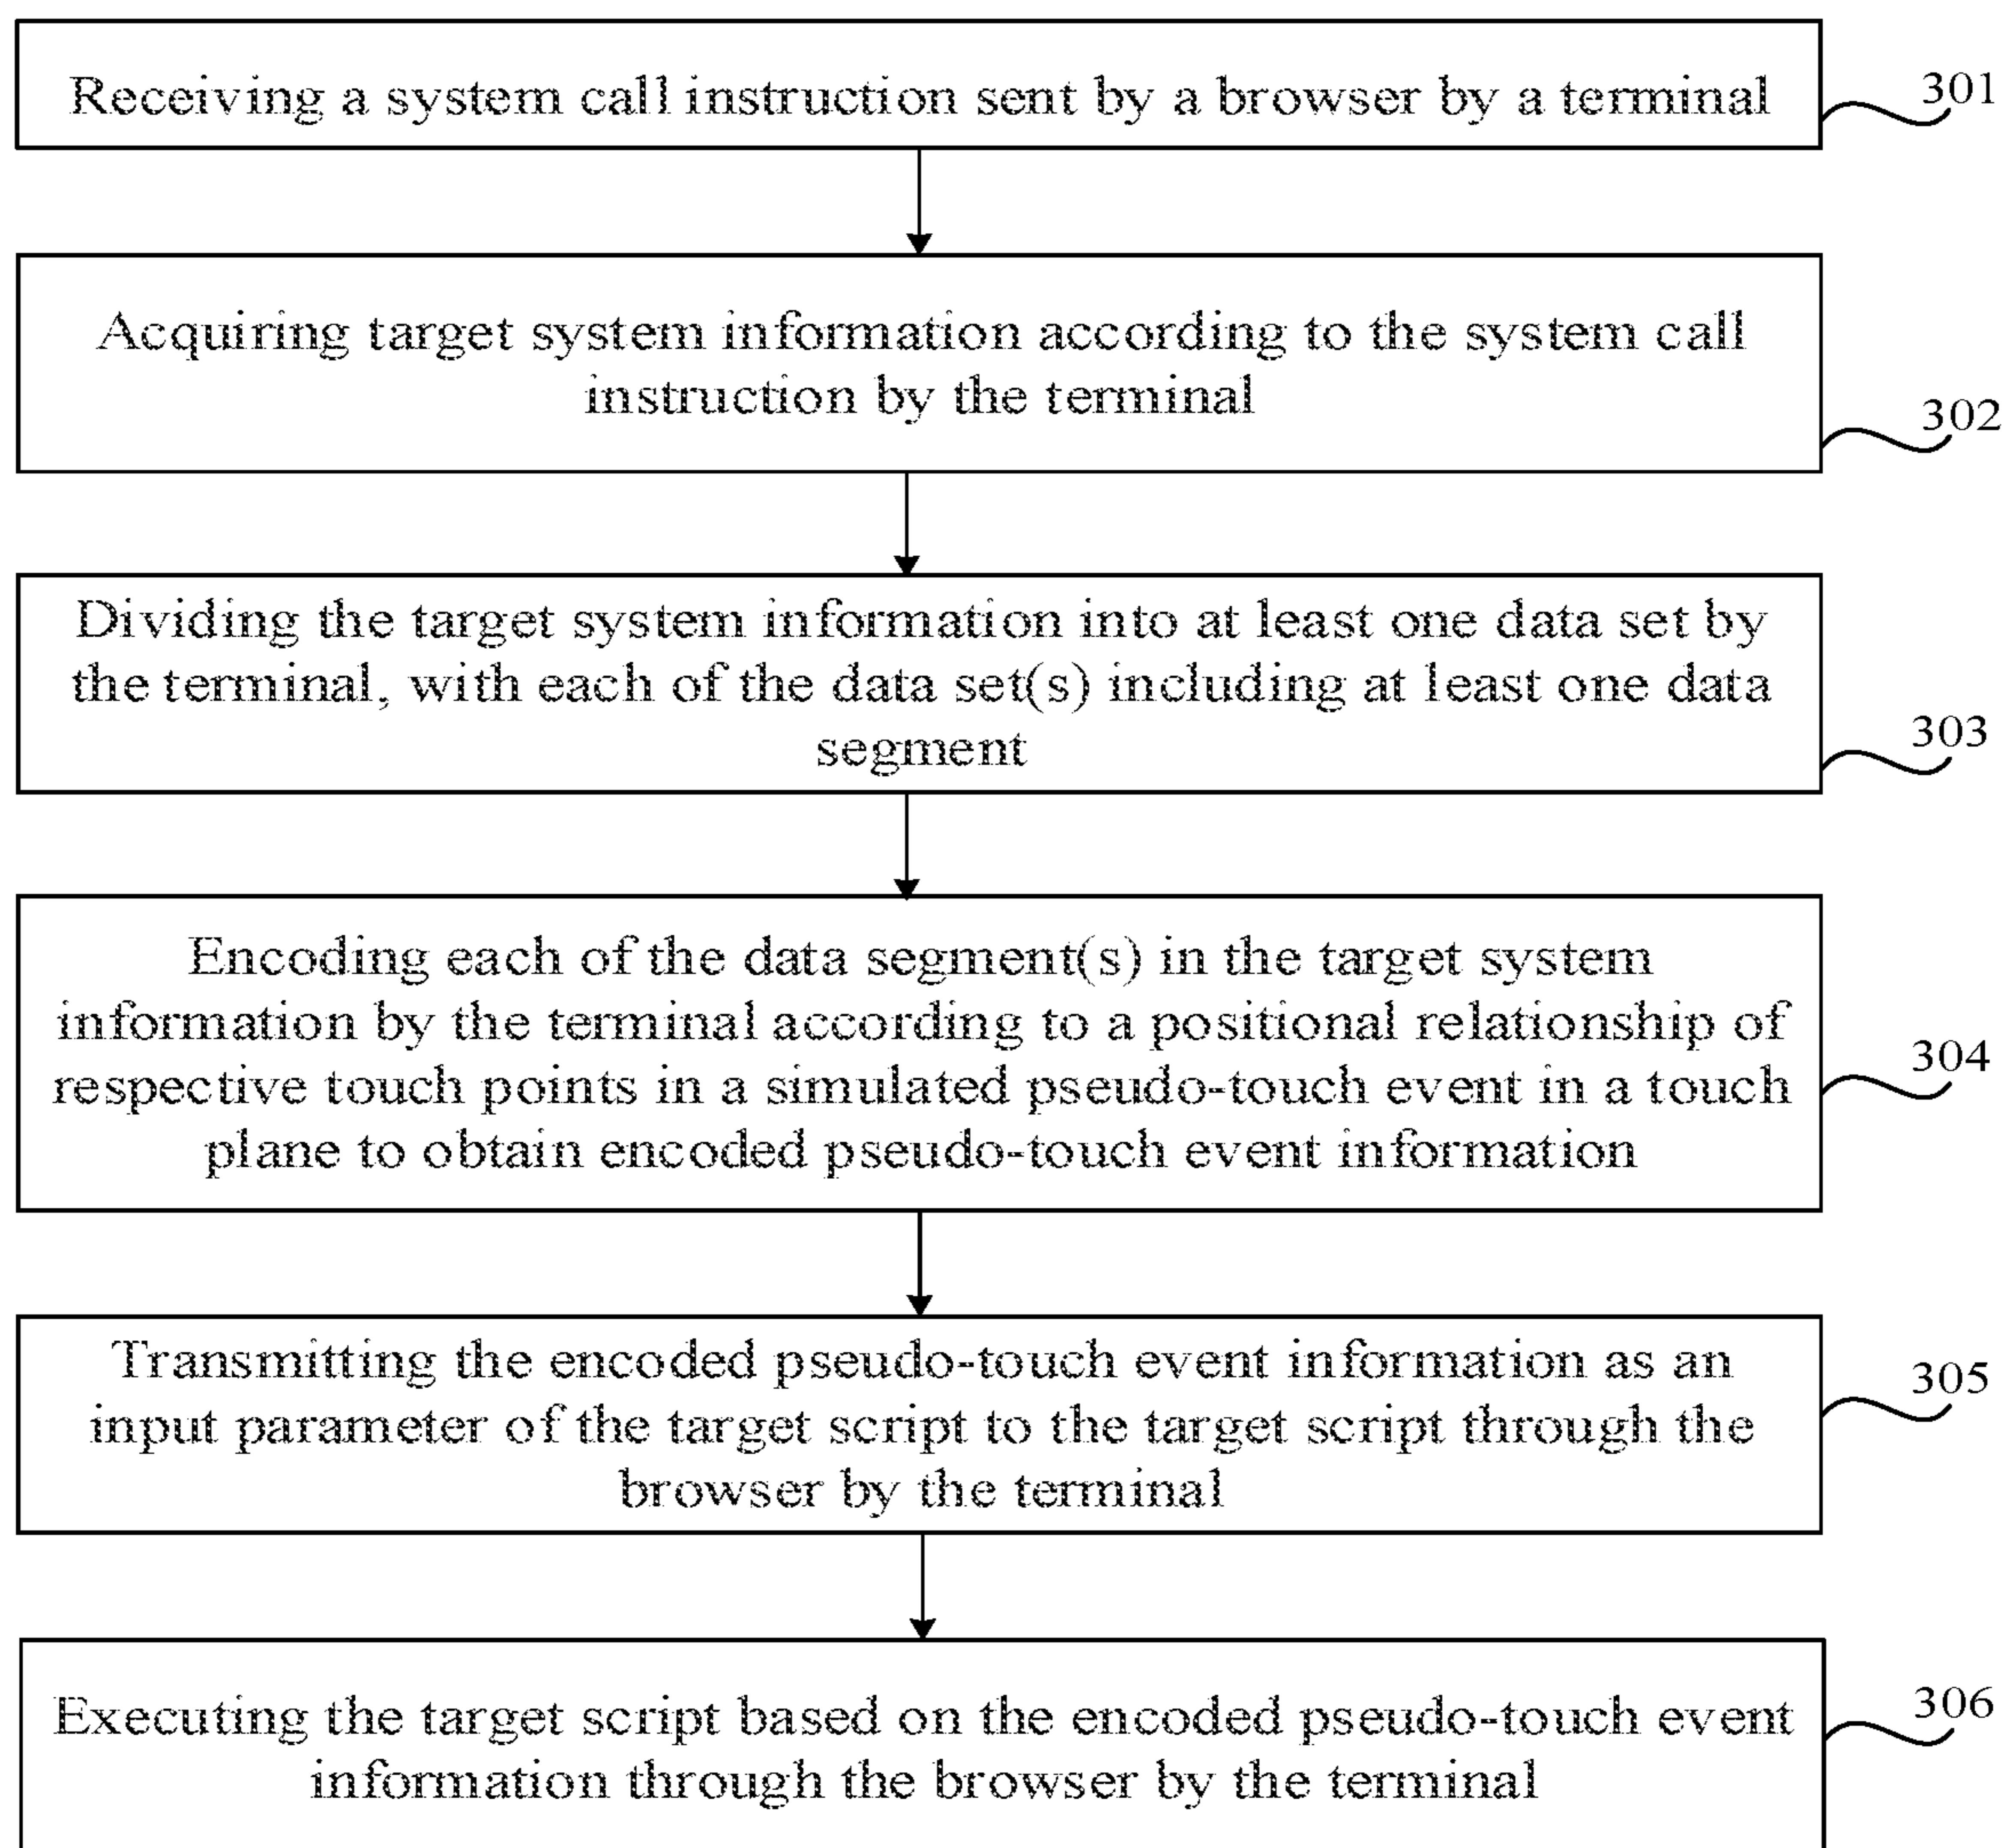 Receiving a system call instruction sent by a browser by a terminal
301
Acquiring target system information according to the system call
instruction by the terminal
302
Dividing the target system information into at least one data set by
the terminal, with each of the data set(s) including at least one data
segment
303
Encoding each of the data segment(s) in the target system
information by the terminal according to a positional relationship of
respective touch points in a simulated pseudo-touch event in a touch
plane to obtain encoded pseudo-touch event information
304
Transmitting the encoded pseudo-touch event information as an
input parameter of the target script to the target script through the
browser by the terminal
305
Executing the target script based on the encoded pseudo-touch event
information through the browser by the terminal
306